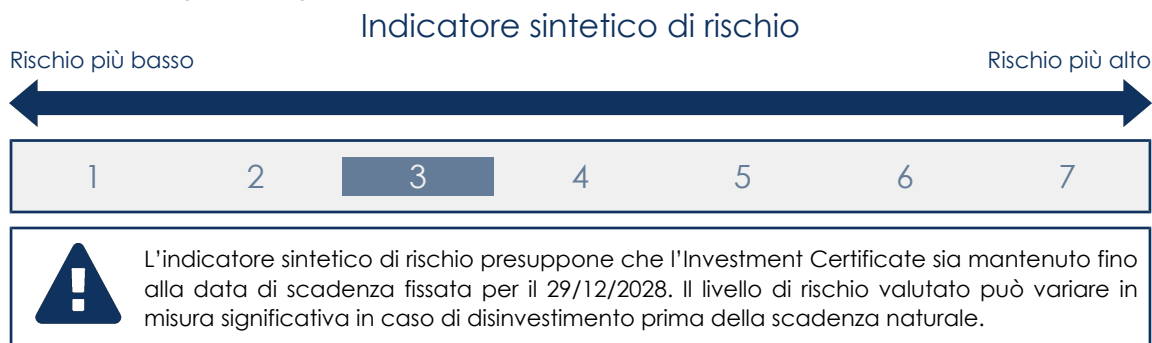 Indicatore sintetico di rischio
Rischio più basso Rischio più alto
1 2 3 4 5 6 7
L'indicatore sintetico di rischio presuppone che l'Investment Certificate sia mantenuto fino
alla data di scadenza fissata per il 29/12/2028. Il livello di rischio valutato può variare in
misura significativa in caso di disinvestimento prima della scadenza naturale.